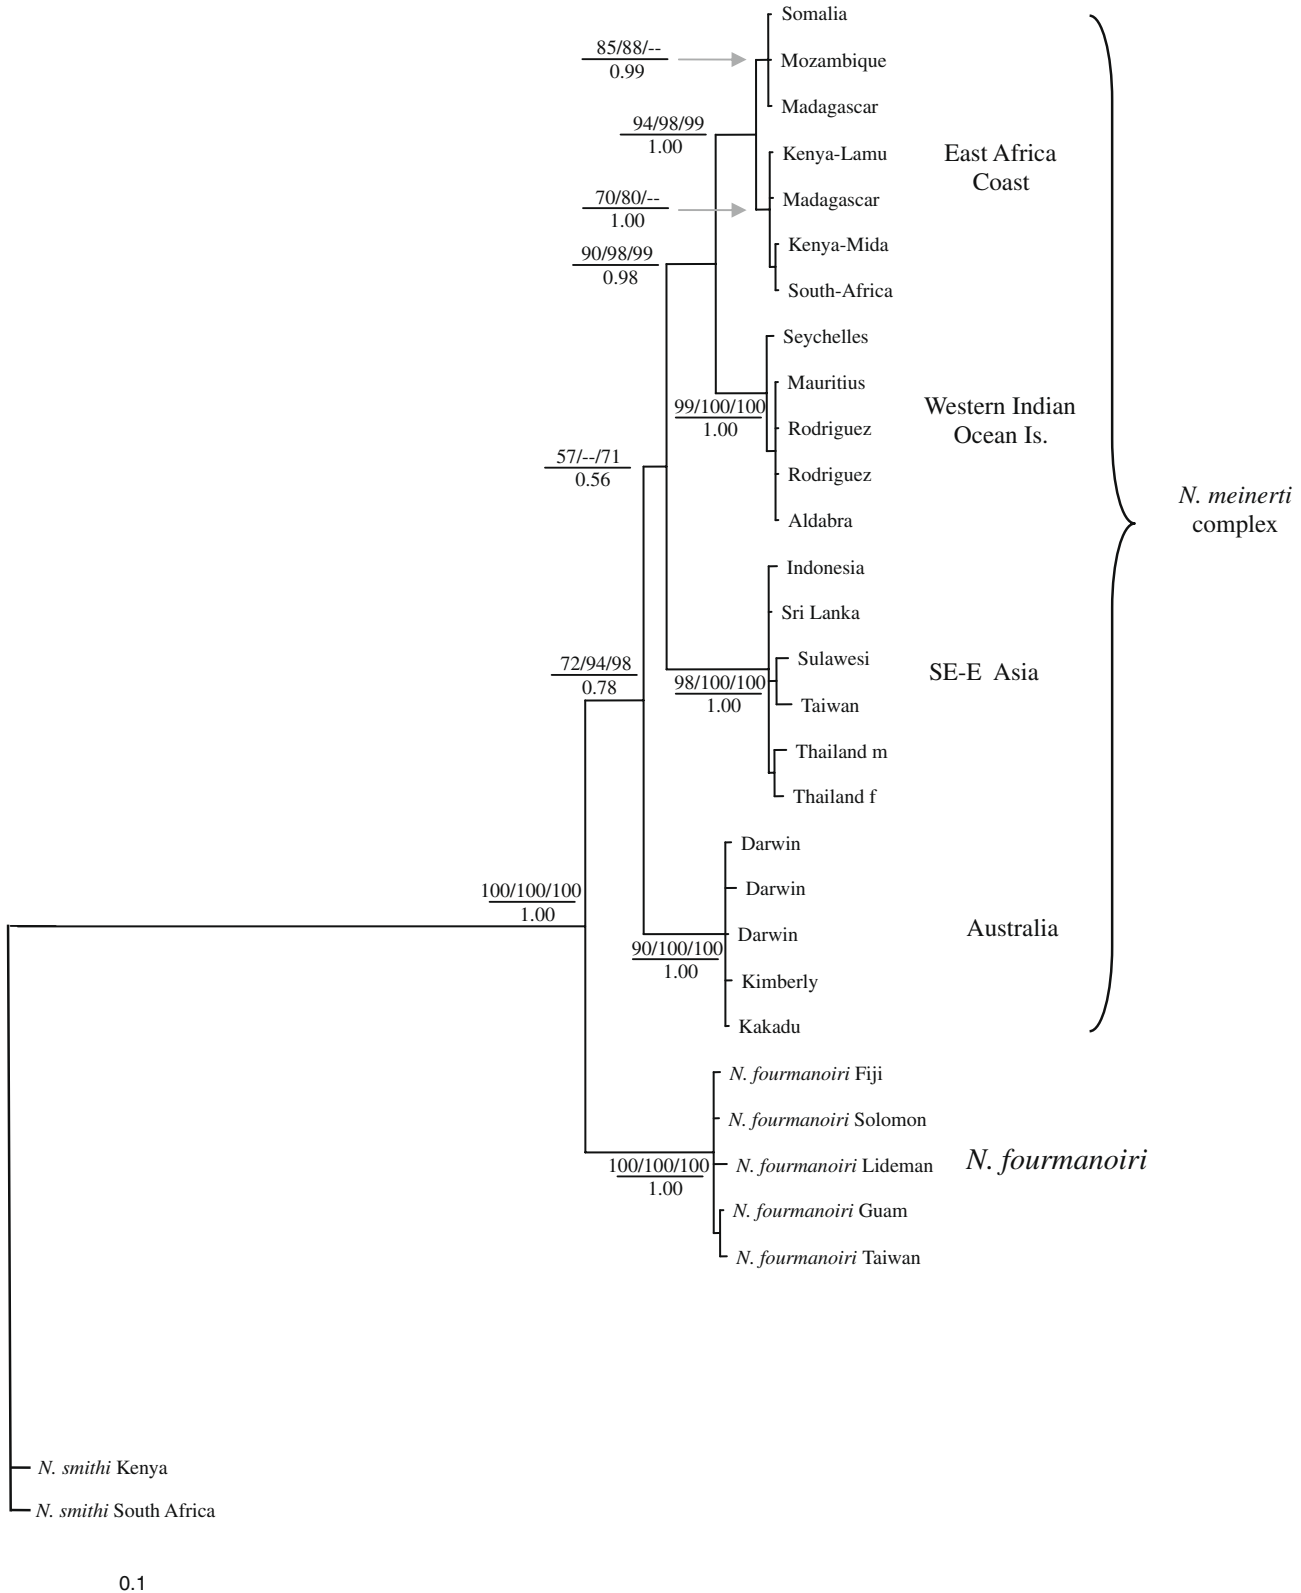 Somalia
85/88/--
0.99
Mozambique
Madagascar
94/98/99
1.00
Kenya-Lamu
East Africa
Coast
70/80/--
1.00
Madagascar
90/98/99
0.98
Kenya-Mida
South-Africa
Seychelles
Mauritius
99/100/100
1.00
Rodriguez
Western Indian
Ocean Is.
57/--/71
0.56
Rodriguez
N. meinerti
complex
Aldabra
Indonesia
Sri Lanka
72/94/98
0.78
Sulawesi
98/100/100
1.00
SE-E Asia
Taiwan
Thailand m
Thailand f
Darwin
100/100/100
1.00
Darwin
Darwin
Australia
90/100/100
1.00
Kimberly
Kakadu
N. fourmanoiri Fiji
N. fourmanoiri Solomon
100/100/100
1.00
N. fourmanoiri Lideman
N. fourmanoiri
N. fourmanoiri Guam
N. fourmanoiri Taiwan
N. smithi Kenya
N. smithi South Africa
0.1